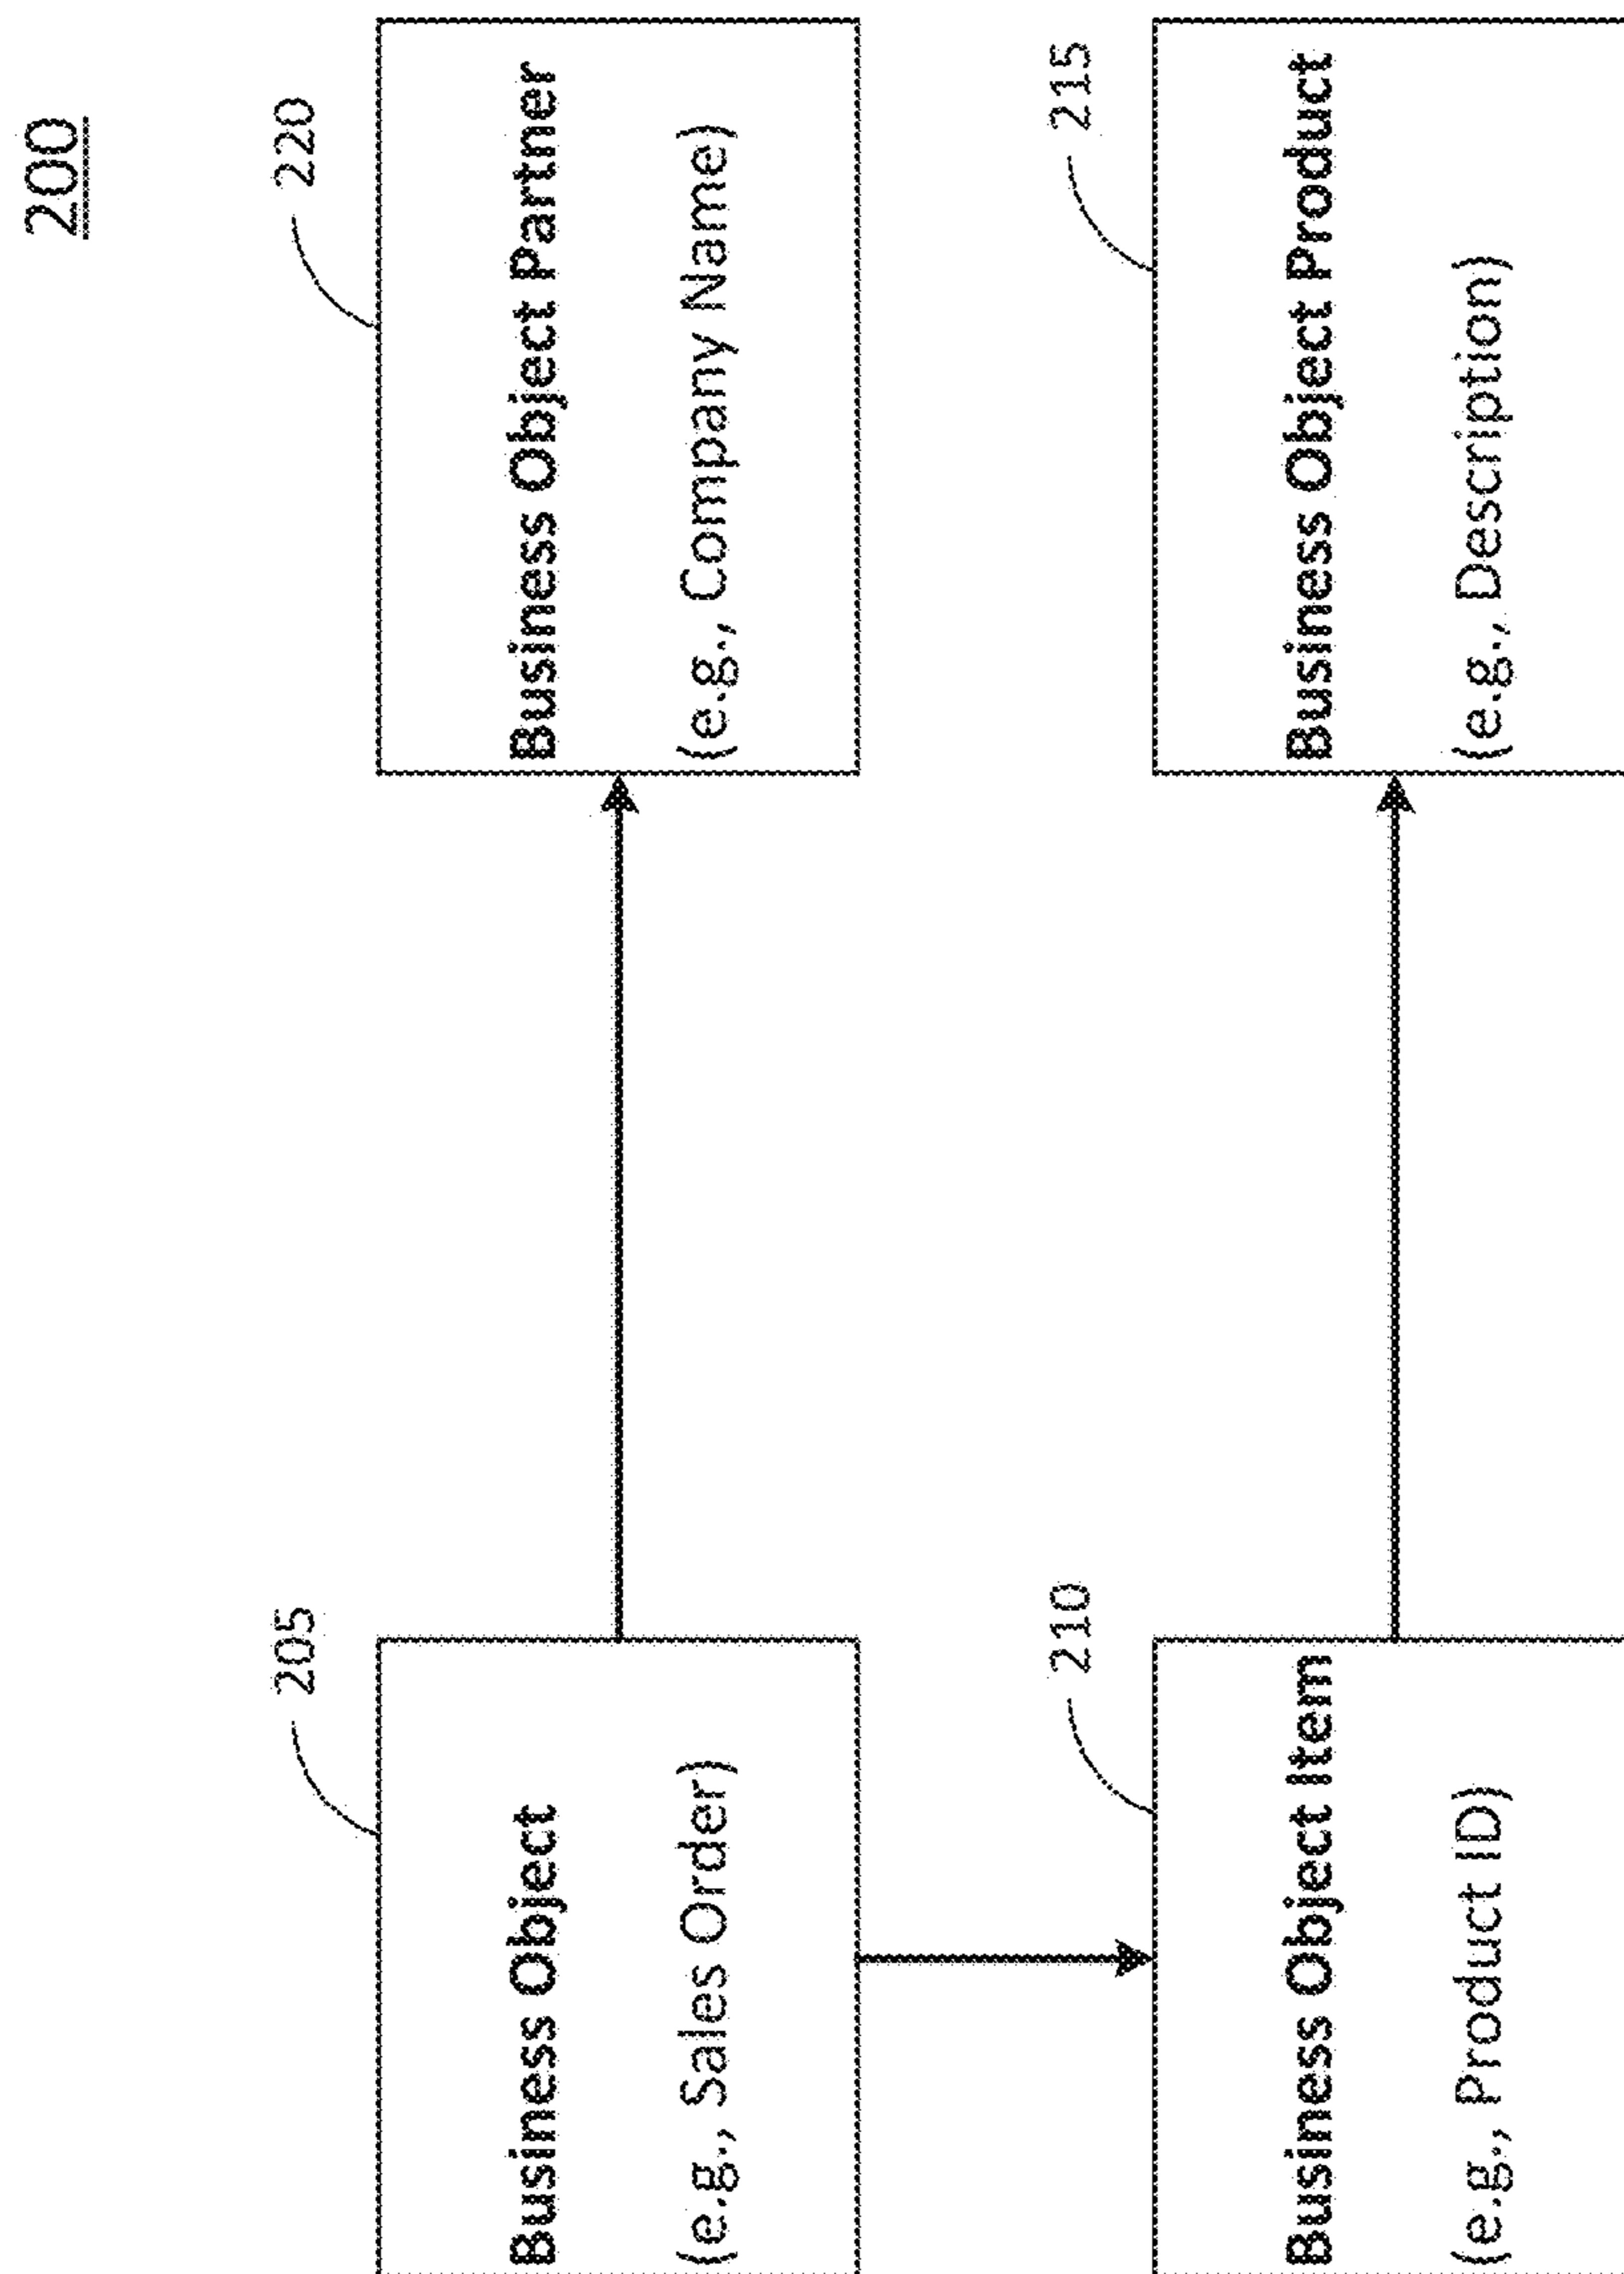 200
205
Business Object
(e.g., Sales Order)
220
Business Object Partner
(e.g., Company Name)
210
Business Object Item
(e.g., Product ID)
215
Business Object Product
(e.g., Description)